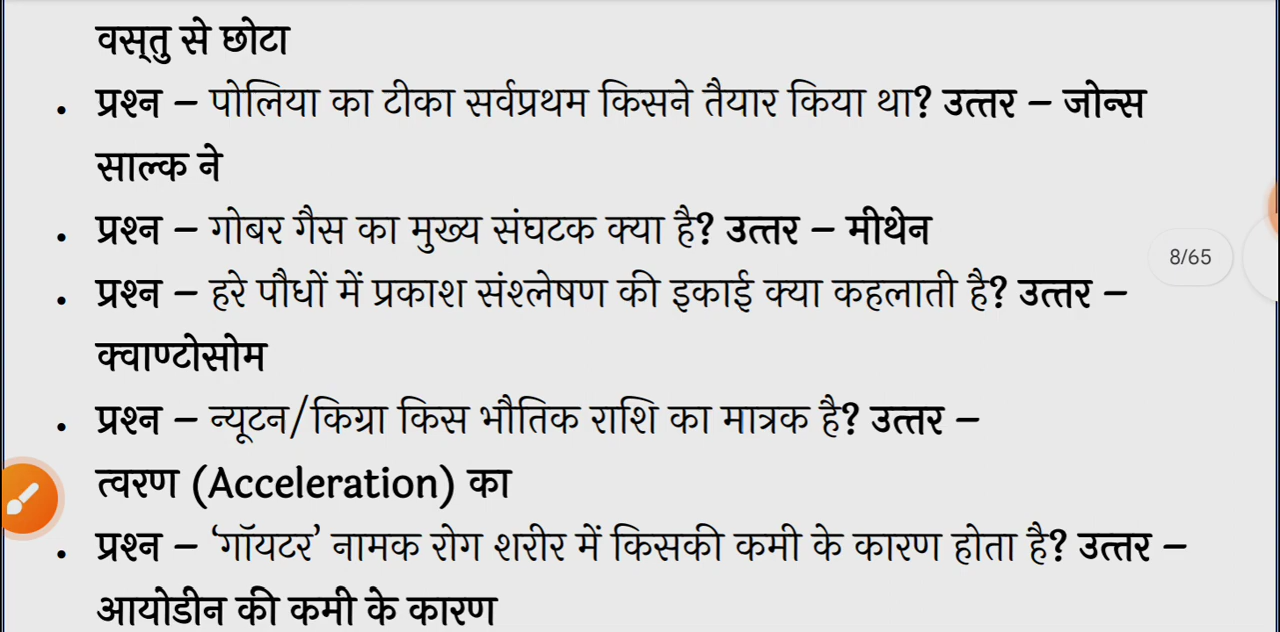 वस्तु से छोटा
• प्रश्न – पोलिया का टीका सर्वप्रथम किसने तैयार किया था? उत्तर – जोन्स
साल्क ने
• प्रश्न – गोबर गैस का मुख्य संघटक क्या है? उत्तर – मीथेन
8/65
• प्रश्न – हरे पौधों में प्रकाश संश्लेषण की इकाई क्या कहलाती है? उत्तर –
क्वाण्टोसोम
• प्रश्न – न्यूटन/किग्रा किस भौतिक राशि का मात्रक है? उत्तर –
त्वरण (Acceleration) का
• प्रश्न – ‘गॉयटर’ नामक रोग शरीर में किसकी कमी के कारण होता है? उत्तर –
आयोडीन की कमी के कारण